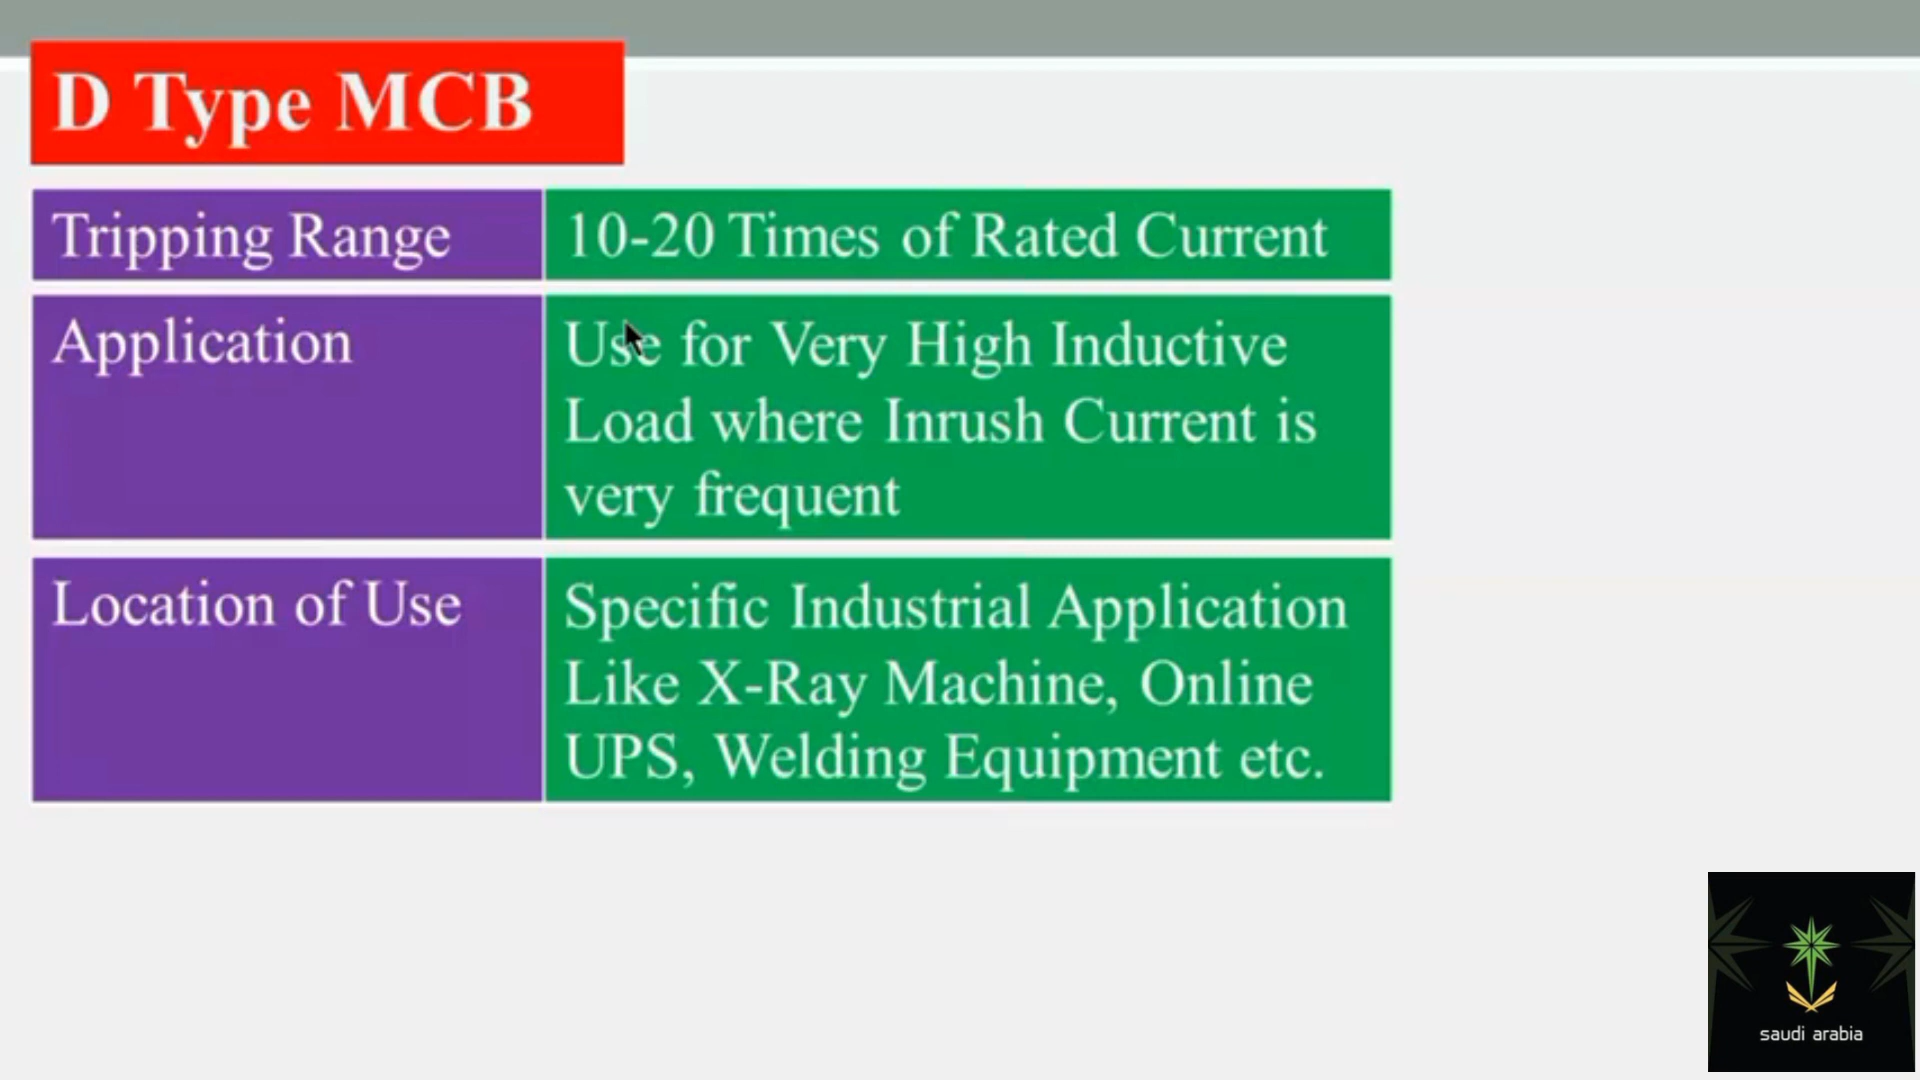 D Type MCB
Tripping Range
10-20 Times of Rated Current
Application
Use for Very High Inductive
Load where Inrush Current is
very frequent
Location of Use
Specific Industrial Application
Like X-Ray Machine, Online
UPS, Welding Equipment etc.
saudi arabia